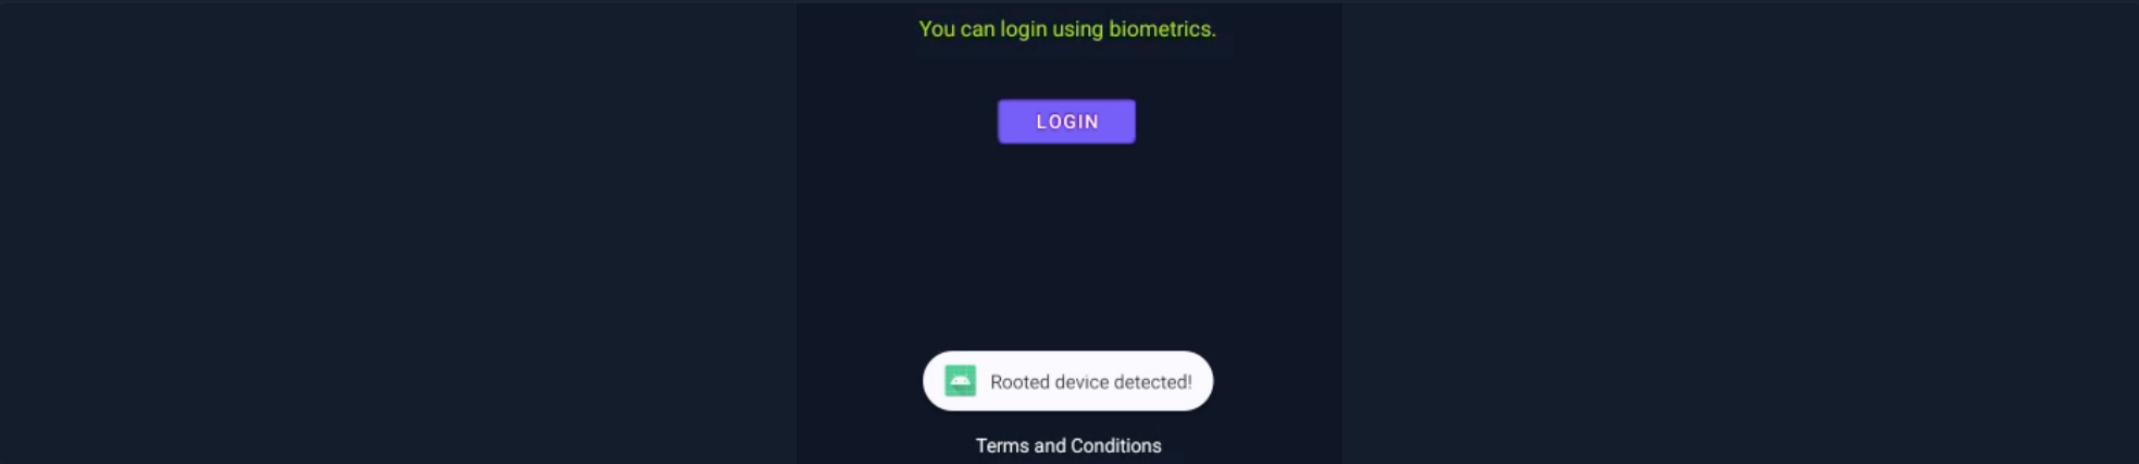 You can login using biometrics.
LOGIN
Rooted device detected!
Terms and Conditions